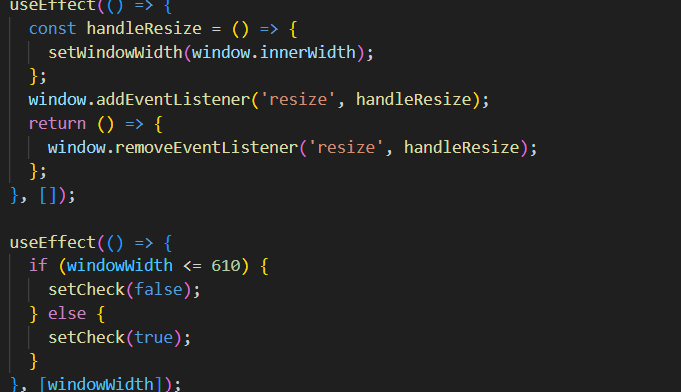 useEffect(() => {
  const handleResize = () => {
    setWindowWidth(window.innerWidth);
  };
  window.addEventListener('resize', handleResize);
  return () => {
    window.removeEventListener('resize', handleResize);
  };
}, []);

useEffect(() => {
  if (windowWidth <= 610) {
    setCheck(false);
  } else {
    setCheck(true);
  }
}, [windowWidth]);